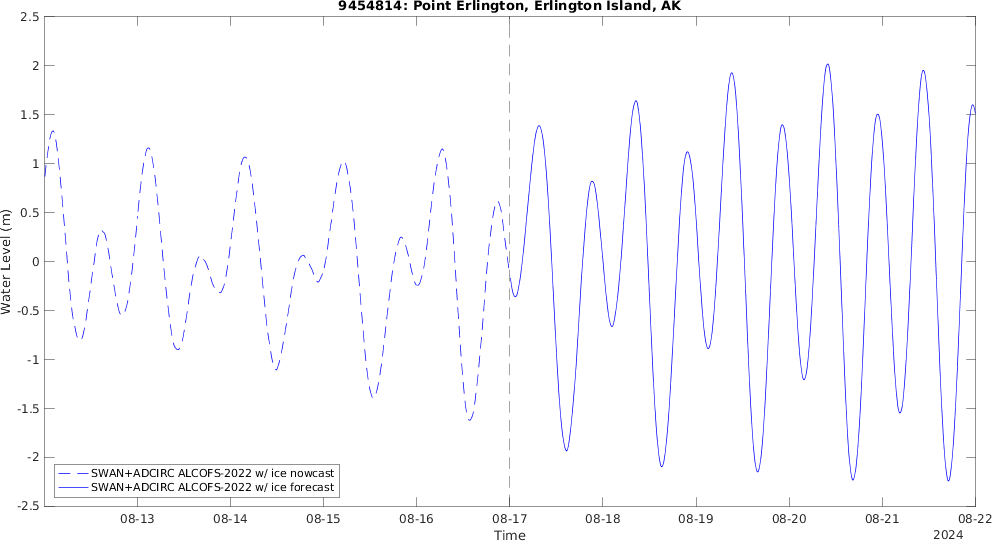 9454814: Point Erlington, Erlington Island, AK
2.5
2
1.5
1
0.5
0
-0.5
-1
-1.5
-2
-2.5
Water Level (m)
SWAN+ADCIRC ALCOFS-2022 w/ ice nowcast
SWAN+ADCIRC ALCOFS-2022 w/ ice forecast
08-13 08-14 08-15 08-16 08-17 08-18 08-19 08-20 08-21 08-22
Time
2024